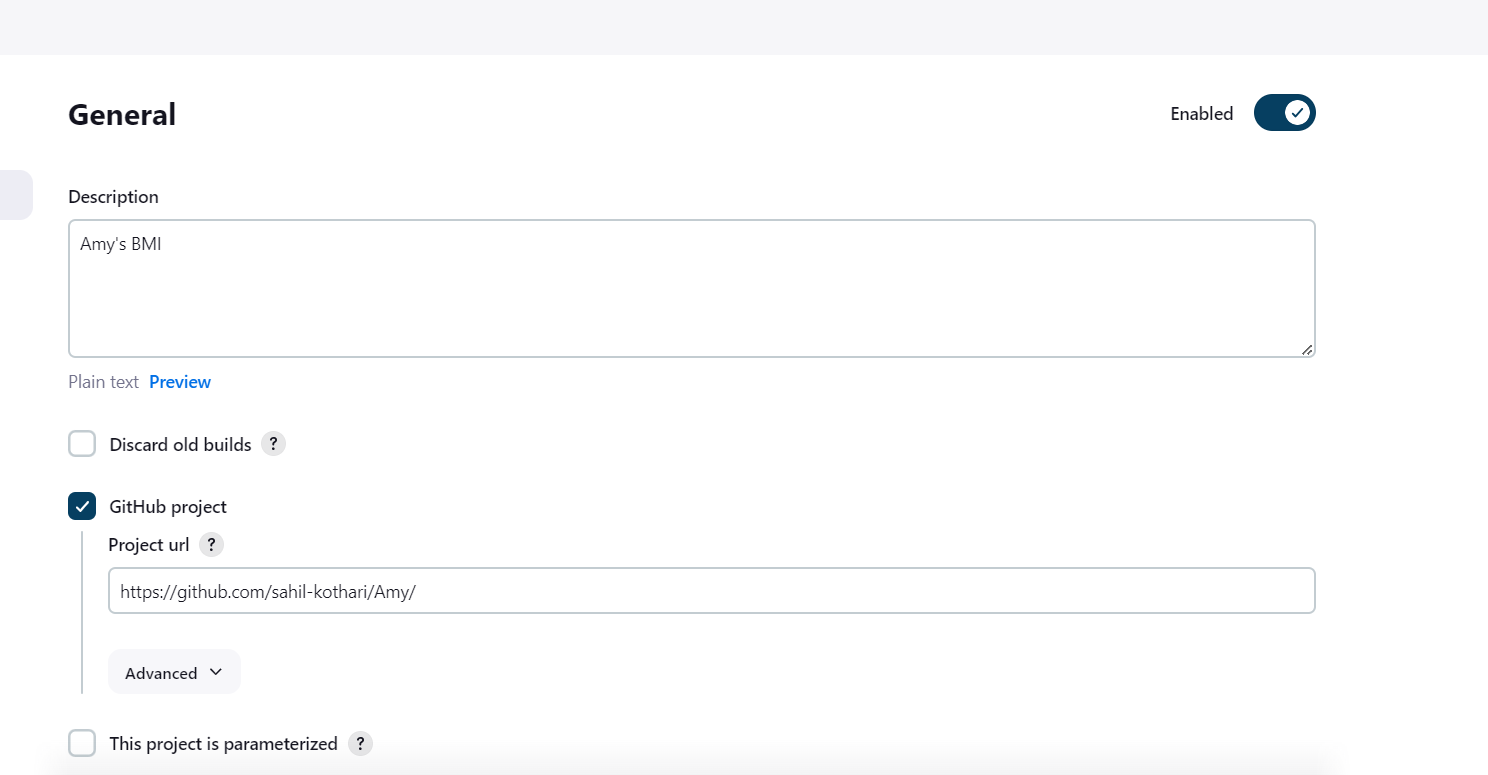 General
Enabled
Description
Amy's BMI
Plain text Preview
Discard old builds ?
GitHub project
Project url ?
https://github.com/sahil-kothari/Amy/
Advanced
This project is parameterized ?